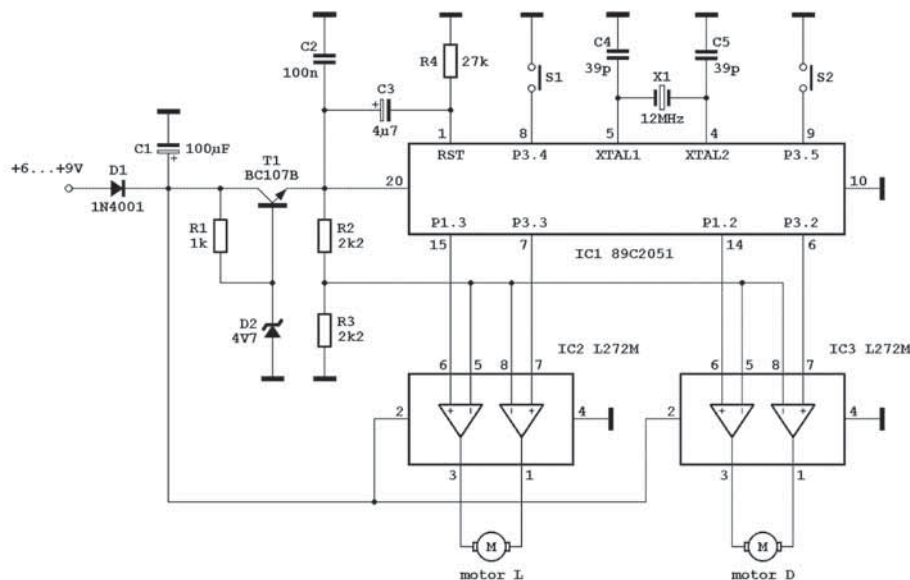 C2
100n
R4
27k
S1
C4
39p
C5
39p
X1
12MHz
S2
C3
+
4µ7
C1
100µF
+
+6...+9V
D1
1N4001
T1
BC107B
1
8
5
4
9
RST
P3.4
XTAL1
XTAL2
P3.5
20
10
P1.3
P3.3
P1.2
P3.2
15
7
14
6
IC1 89C2051
R1
1k
R2
2k2
D2
4V7
R3
2k2
IC2 L272M
IC3 L272M
6
5
8
7
6
5
8
7
2
+
-
-
+
4
2
+
-
-
+
4
3
1
3
1
M
M
motor L
motor D